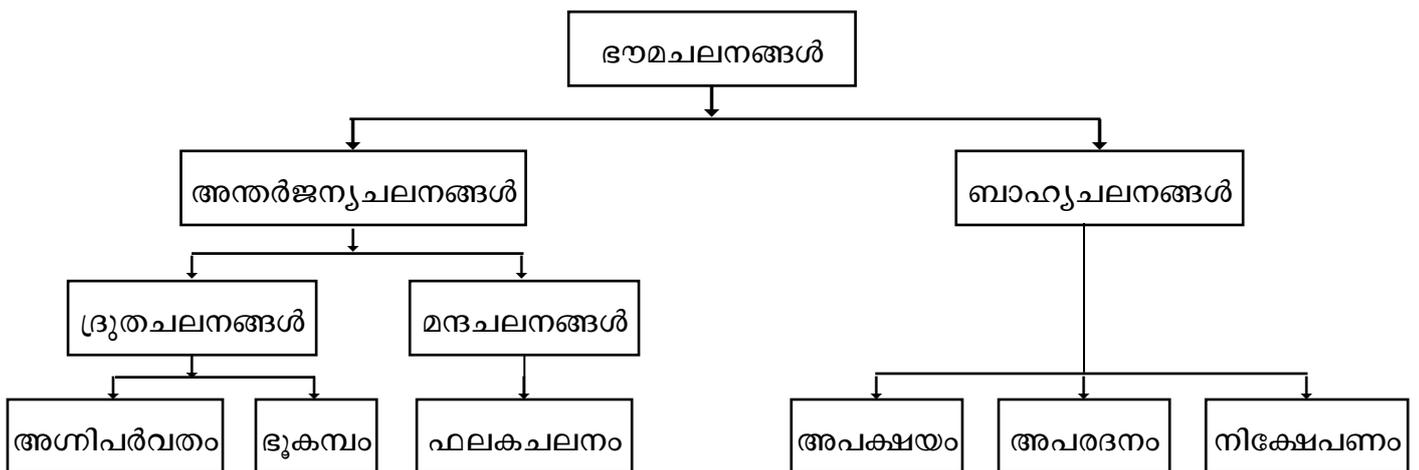 ഭൗമചലനങ്ങൾ
അന്തർജന്യചലനങ്ങൾ
ബാഹ്യചലനങ്ങൾ
ദ്രുതചലനങ്ങൾ
മന്ദചലനങ്ങൾ
അഗ്നിപർവതം
ഭൂകമ്പം
ഫലകചലനം
അപക്ഷയം
അപരദനം
നിക്ഷേപണം